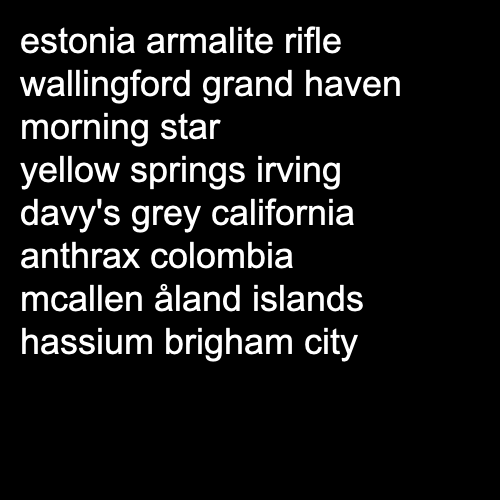 estonia armalite rifle
wallingford grand haven
morning star
yellow springs irving
davy's grey california
anthrax colombia
mcallen åland islands
hassium brigham city